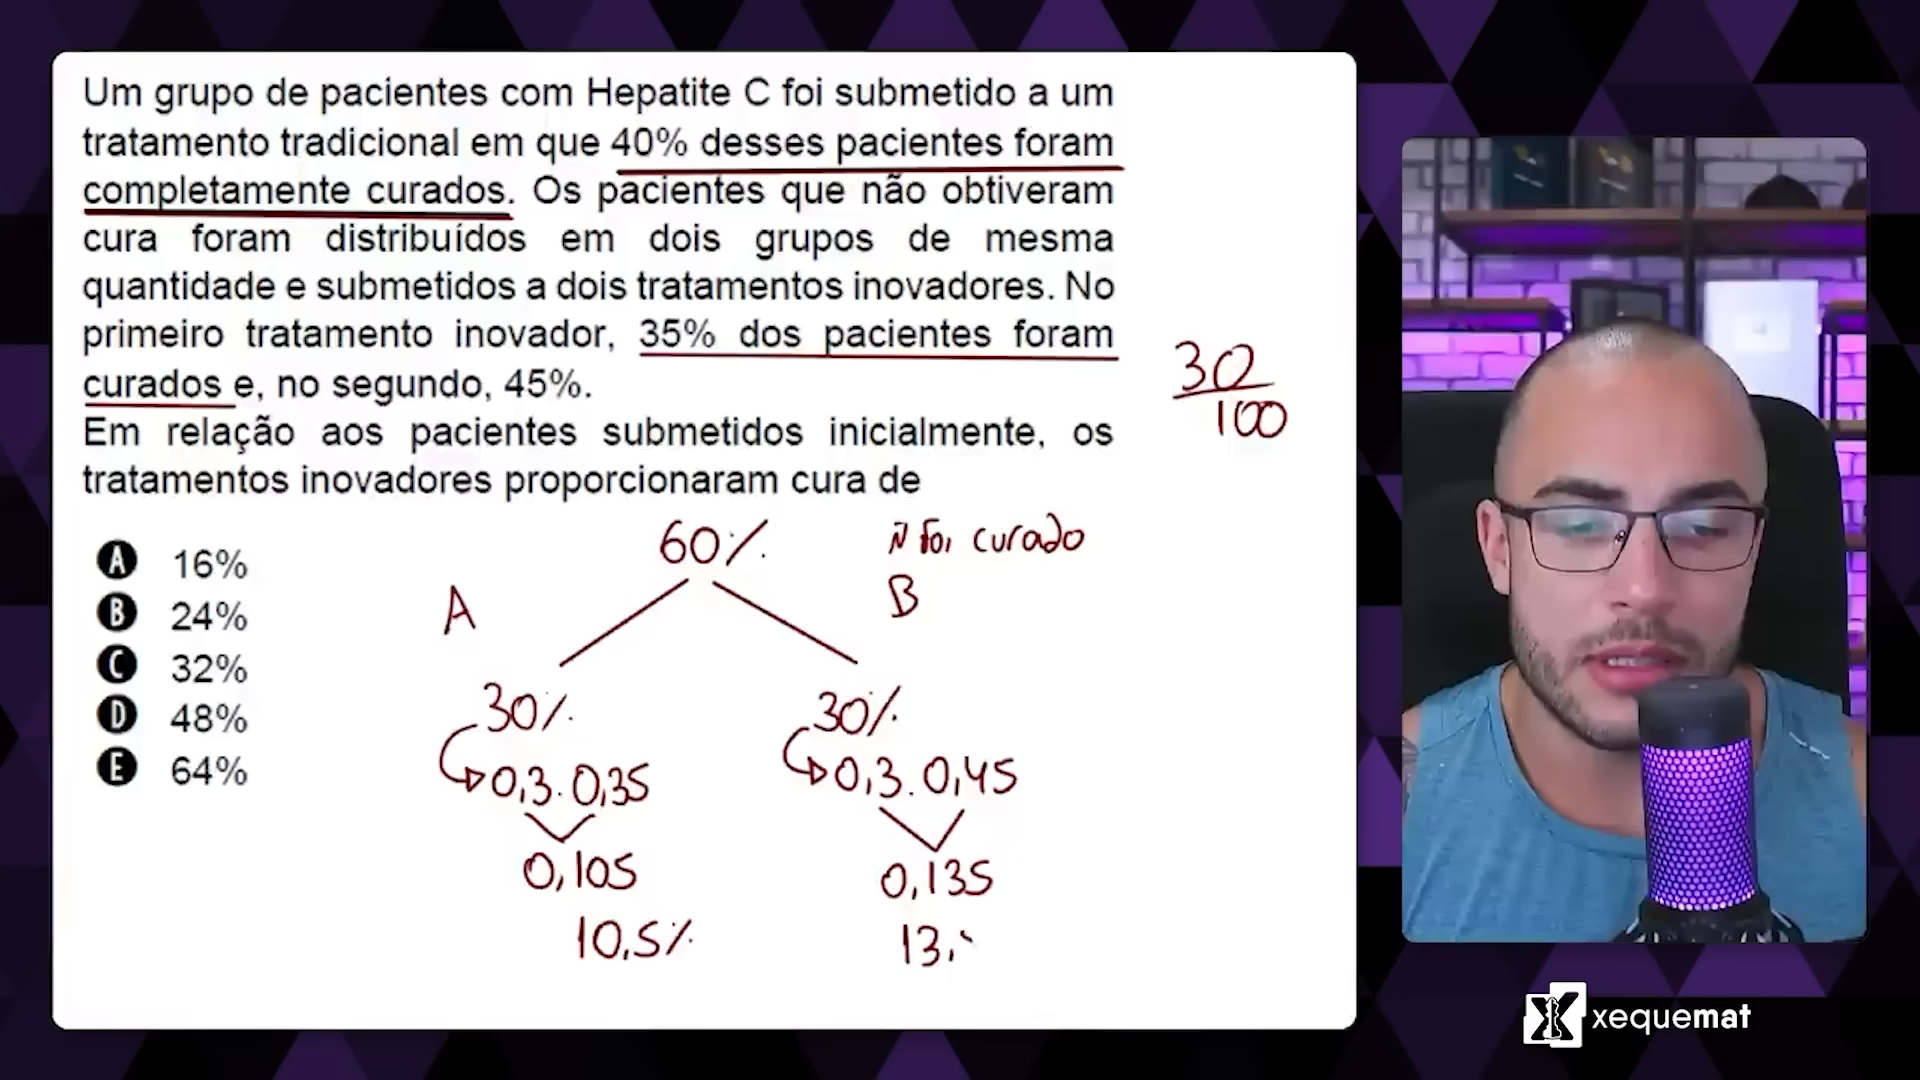 Um grupo de pacientes com Hepatite C foi submetido a um
tratamento tradicional em que 40% desses pacientes foram
completamente curados. Os pacientes que não obtiveram
cura foram distribuídos em dois grupos de mesma
quantidade e submetidos a dois tratamentos inovadores. No
primeiro tratamento inovador, 35% dos pacientes foram
curados e, no segundo, 45%.
Em relação aos pacientes submetidos inicialmente, os
tratamentos inovadores proporcionaram cura de
30
100
A 16%
B 24%
C 32%
D 48%
E 64%
60%
Ñ foi curado
A
B
30%
30%
0,3.0,35
0,3.0,45
0,105
0,135
10,5%
13,
xequemat